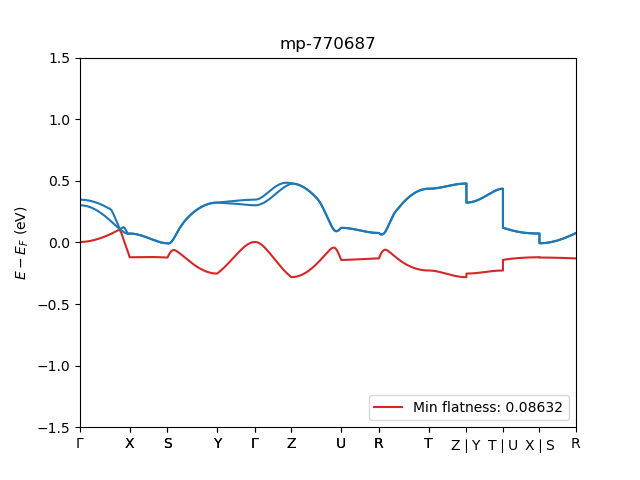 mp-770687
E − E_F (eV)
1.5
1.0
0.5
0.0
−0.5
−1.0
−1.5
Min flatness: 0.08632
Γ X S Y Γ Z U R T Z | Y T | U X | S R